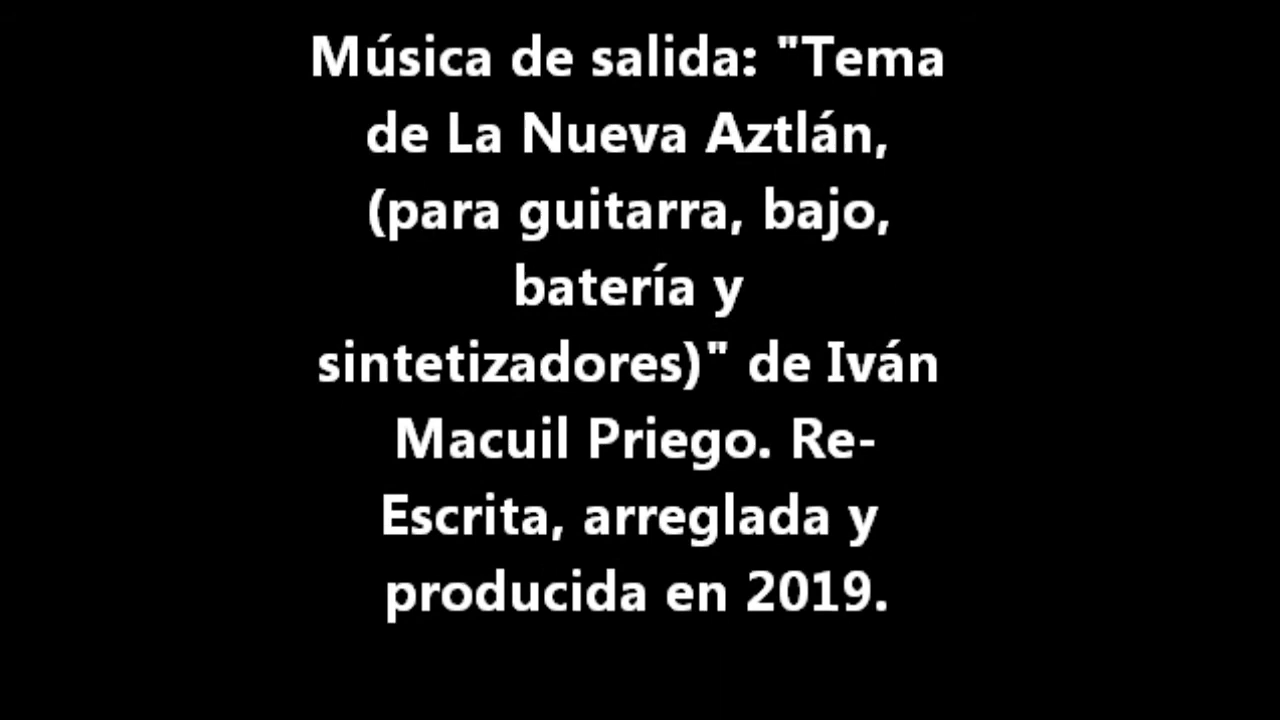 Música de salida: "Tema
de La Nueva Aztlán,
(para guitarra, bajo,
batería y
sintetizadores)" de Iván
Macuil Priego. Re-
Escrita, arreglada y
producida en 2019.